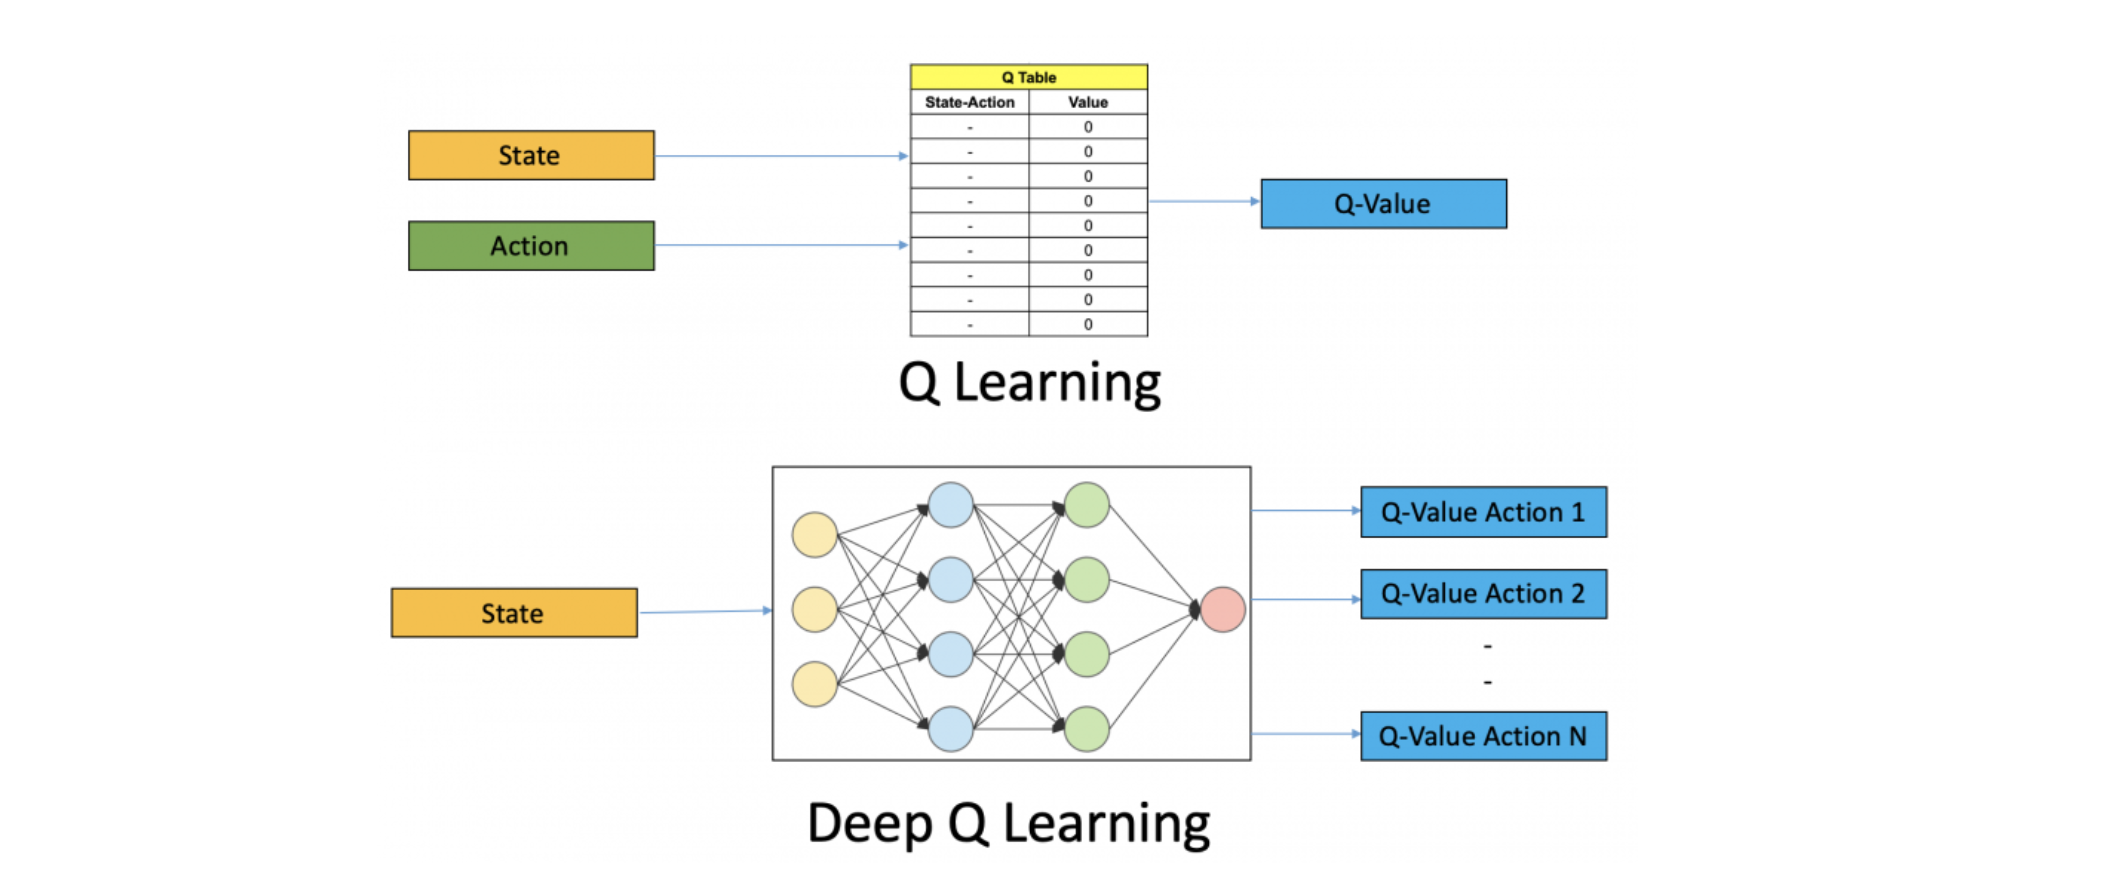 Q Table
State-Action Value
- 0
- 0
- 0
- 0
- 0
- 0
- 0
- 0
- 0
State
Action
Q-Value
Q Learning
State
Q-Value Action 1
Q-Value Action 2
-
-
Q-Value Action N
Deep Q Learning